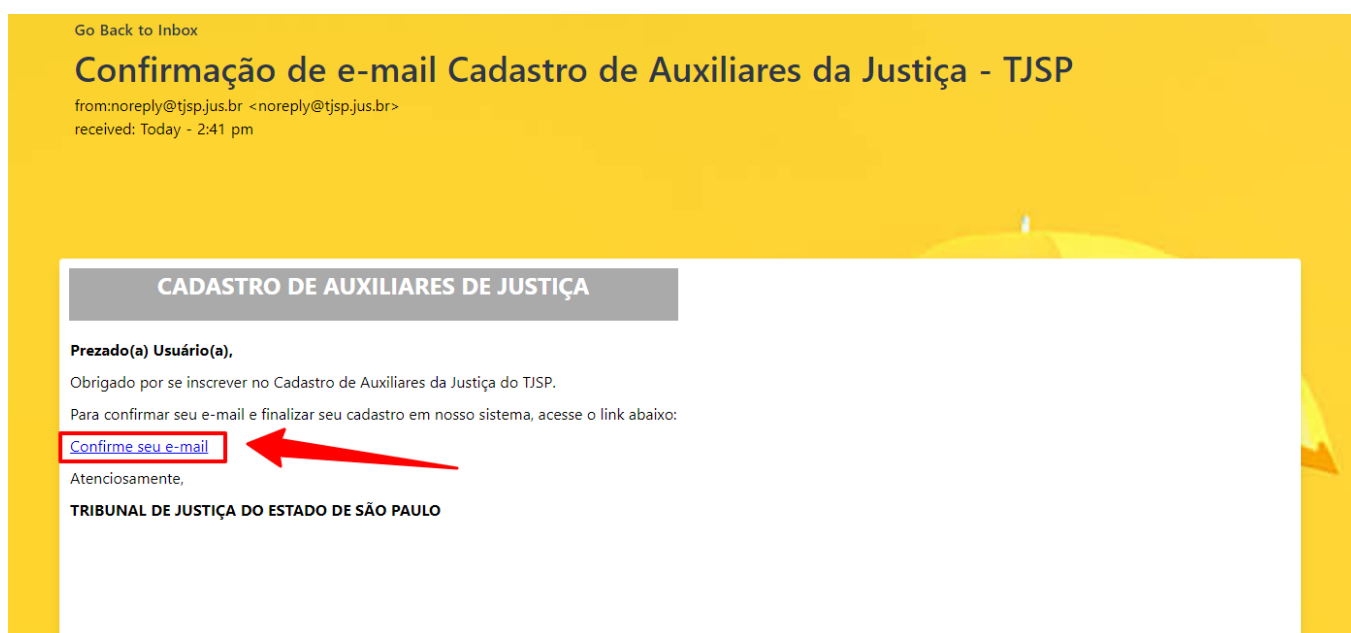 Go Back to Inbox
Confirmação de e-mail Cadastro de Auxiliares da Justiça - TJSP
from:noreply@tjsp.jus.br <noreply@tjsp.jus.br>
received: Today - 2:41 pm
CADASTRO DE AUXILIARES DE JUSTIÇA
Prezado(a) Usuário(a),
Obrigado por se inscrever no Cadastro de Auxiliares da Justiça do TJSP.
Para confirmar seu e-mail e finalizar seu cadastro em nosso sistema, acesse o link abaixo:
Confirme seu e-mail
Atenciosamente,
TRIBUNAL DE JUSTIÇA DO ESTADO DE SÃO PAULO